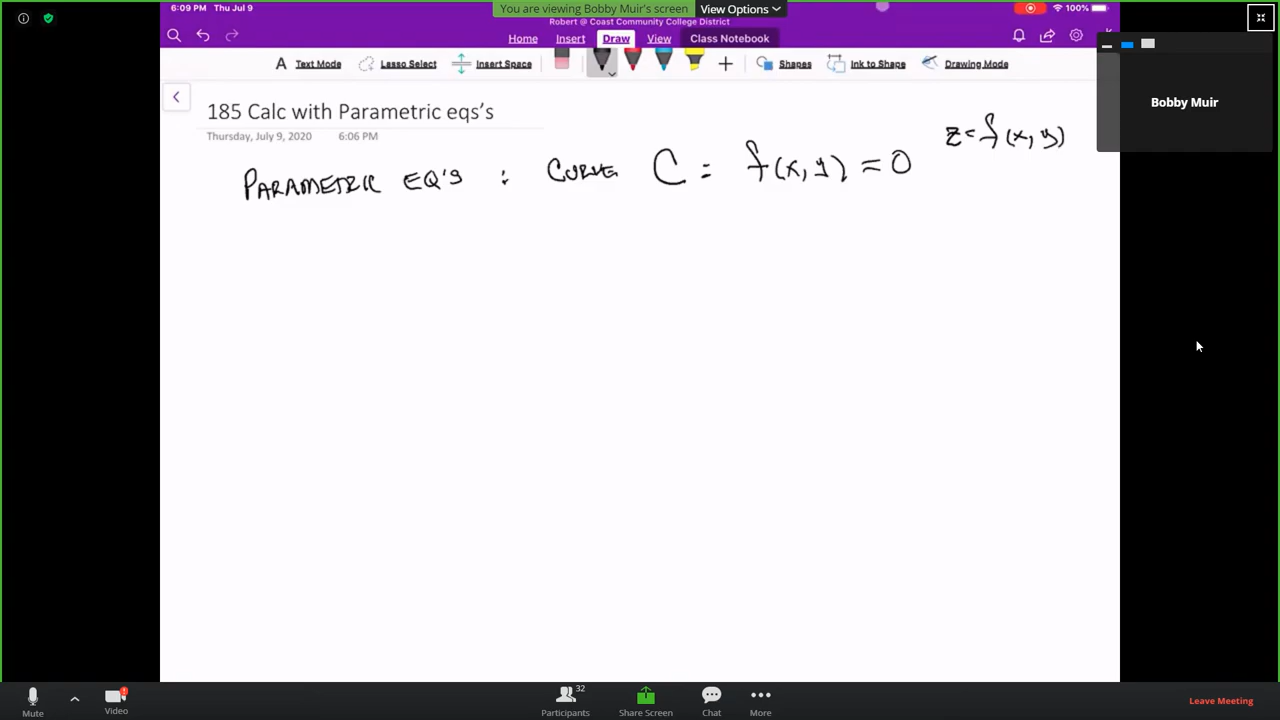 You are viewing Bobby Muir's screen View Options
6:09 PM Thu Jul 9
100%
Robert @ Coast Community College District
Home Insert Draw View Class Notebook
A Text Mode Lasso Select Insert Space Shapes Ink to Shape Drawing Mode
Bobby Muir
185 Calc with Parametric eqs's
Thursday, July 9, 2020 6:06 PM
z = f(x, y)
PARAMETRIC EQ'S : CURVE C = f(x, y) = 0
32
Mute Video Participants Share Screen Chat More Leave Meeting